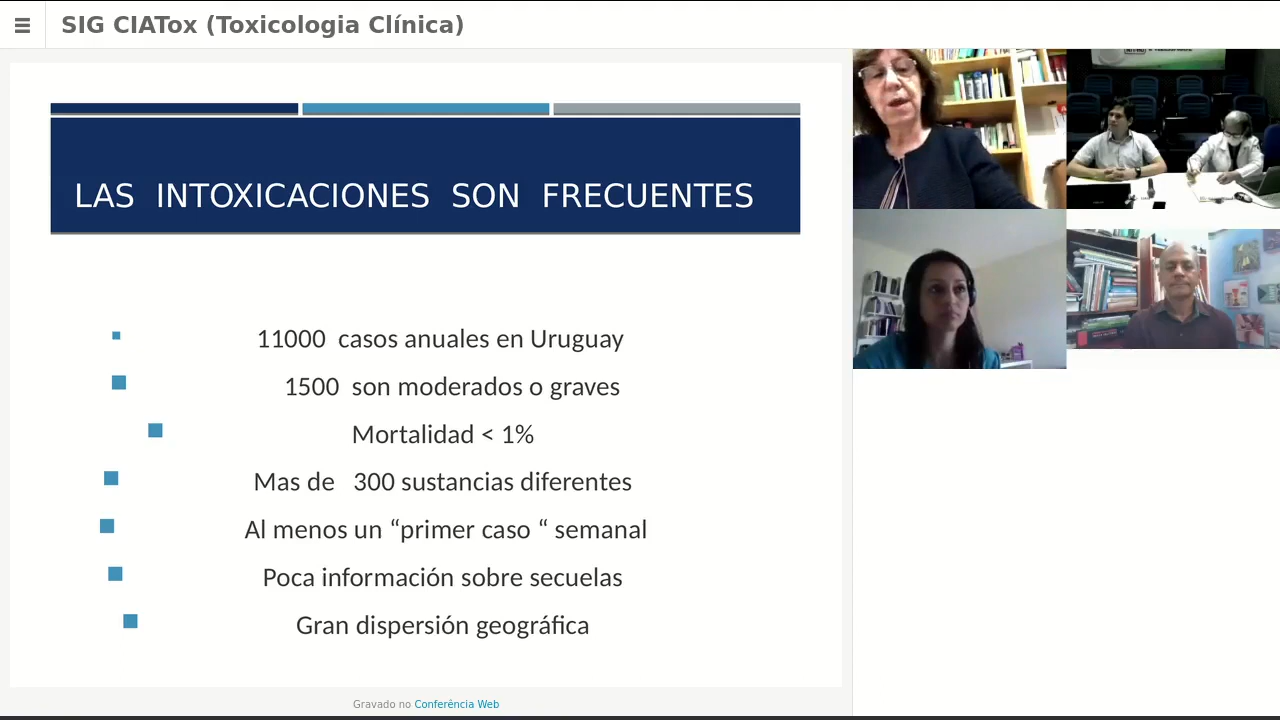 SIG CIATox (Toxicologia Clínica)
LAS INTOXICACIONES SON FRECUENTES
11000 casos anuales en Uruguay
1500 son moderados o graves
Mortalidad < 1%
Mas de 300 sustancias diferentes
Al menos un “primer caso “ semanal
Poca información sobre secuelas
Gran dispersión geográfica
Gravado no Conferência Web